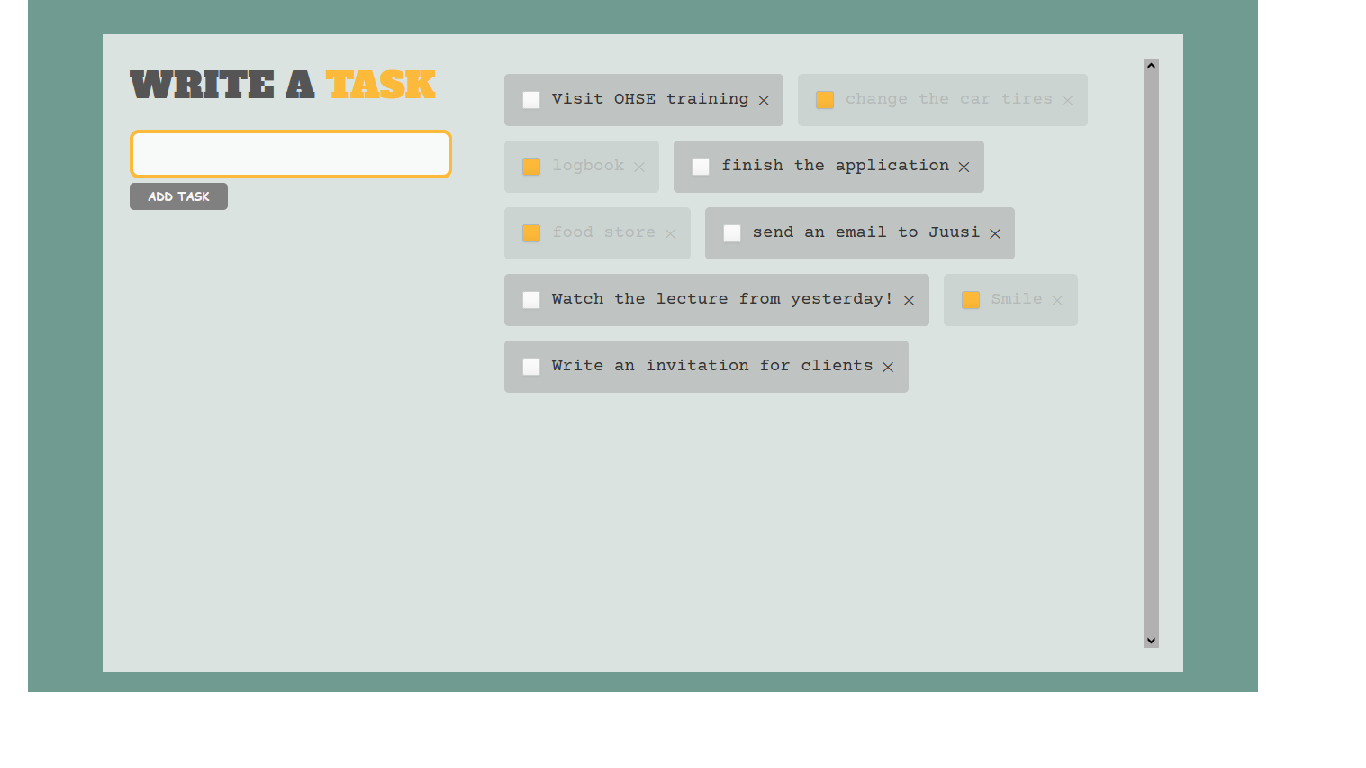 WRITE A TASK
ADD TASK
Visit OHSE training
change the car tires
logbook
finish the application
food store
send an email to Juusi
Watch the lecture from yesterday!
Smile
Write an invitation for clients